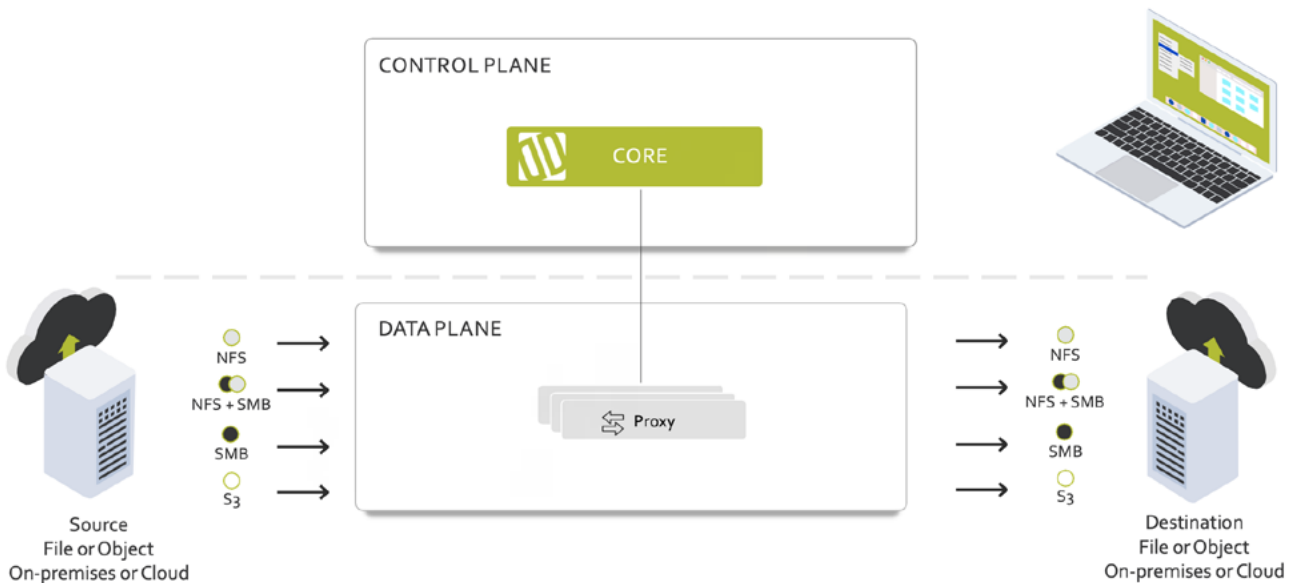 CONTROL PLANE
CORE
DATA PLANE
NFS
NFS + SMB
SMB
S3
Proxy
NFS
NFS + SMB
SMB
S3
Source
File or Object
On-premises or Cloud
Destination
File or Object
On-premises or Cloud